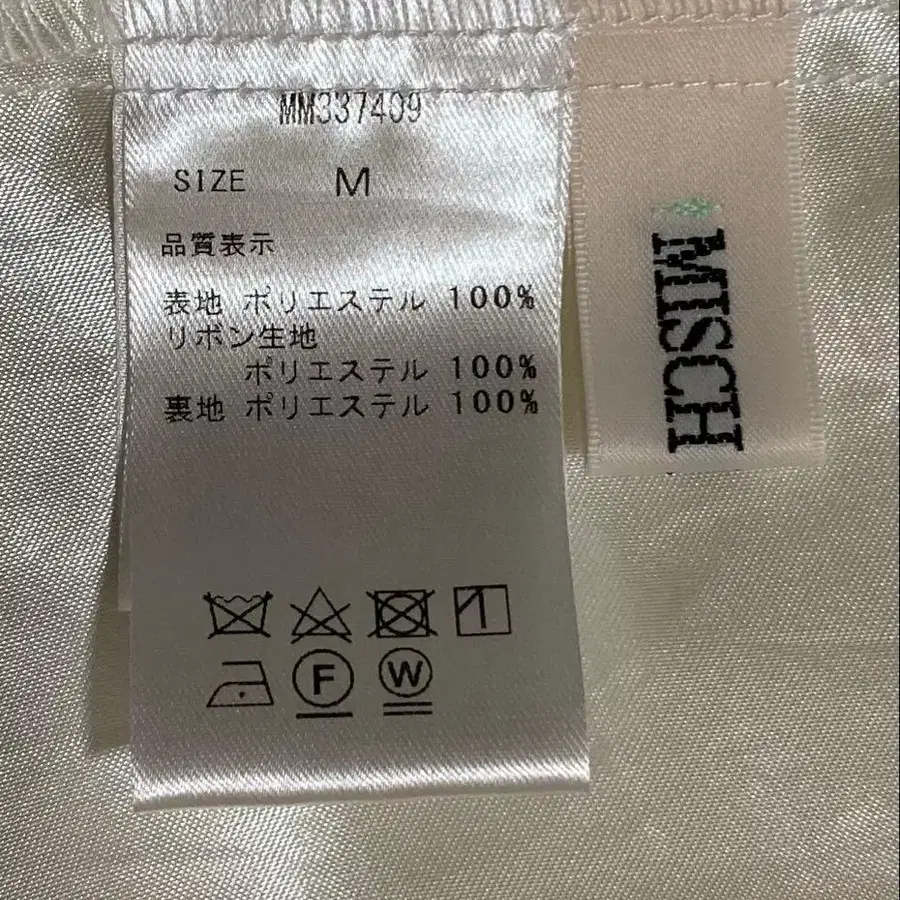 MM337409
SIZE M
品質表示
表地 ポリエステル 100%
リボン生地
ポリエステル 100%
裏地 ポリエステル 100%
F
W
MISCH